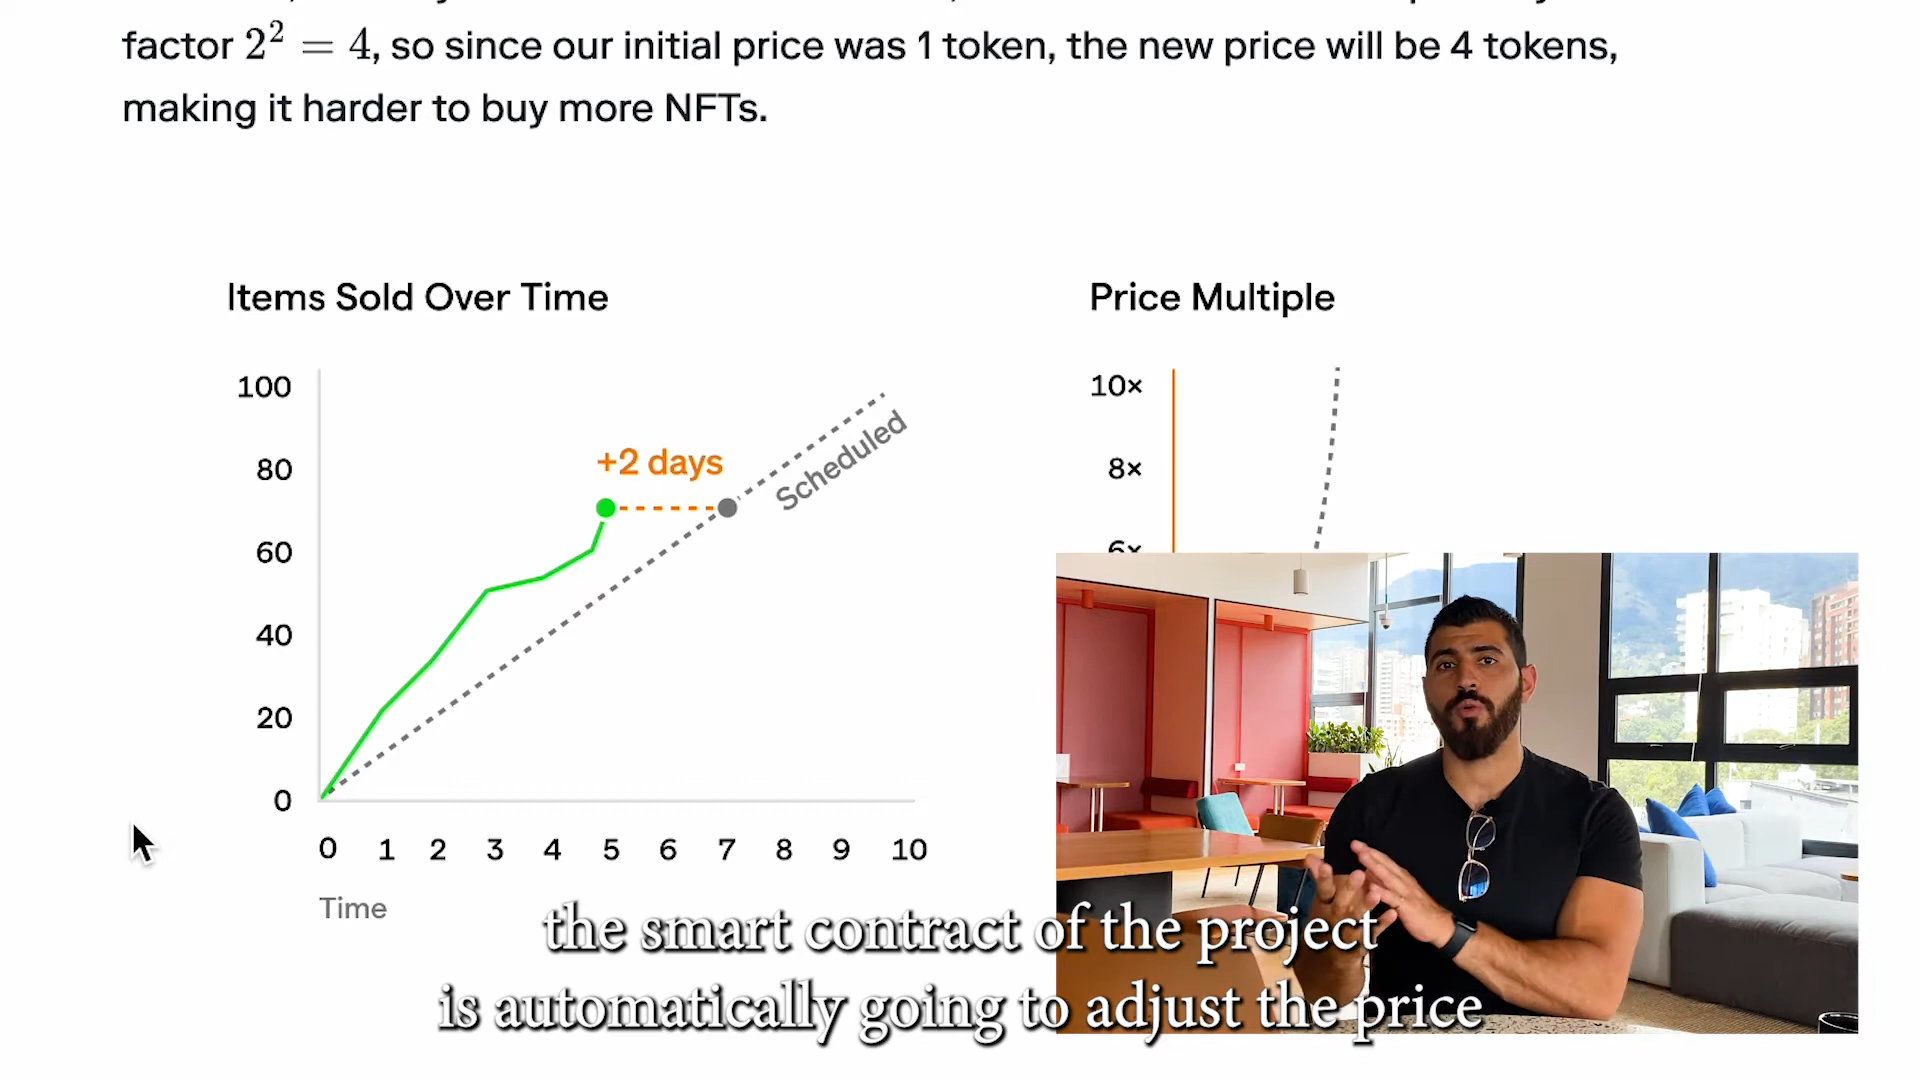 factor 2² = 4, so since our initial price was 1 token, the new price will be 4 tokens,
making it harder to buy more NFTs.
Items Sold Over Time
100
80
60
40
20
0
+2 days
Scheduled
0 1 2 3 4 5 6 7 8 9 10
Time
Price Multiple
10×
8×
6×
the smart contract of the project
is automatically going to adjust the price